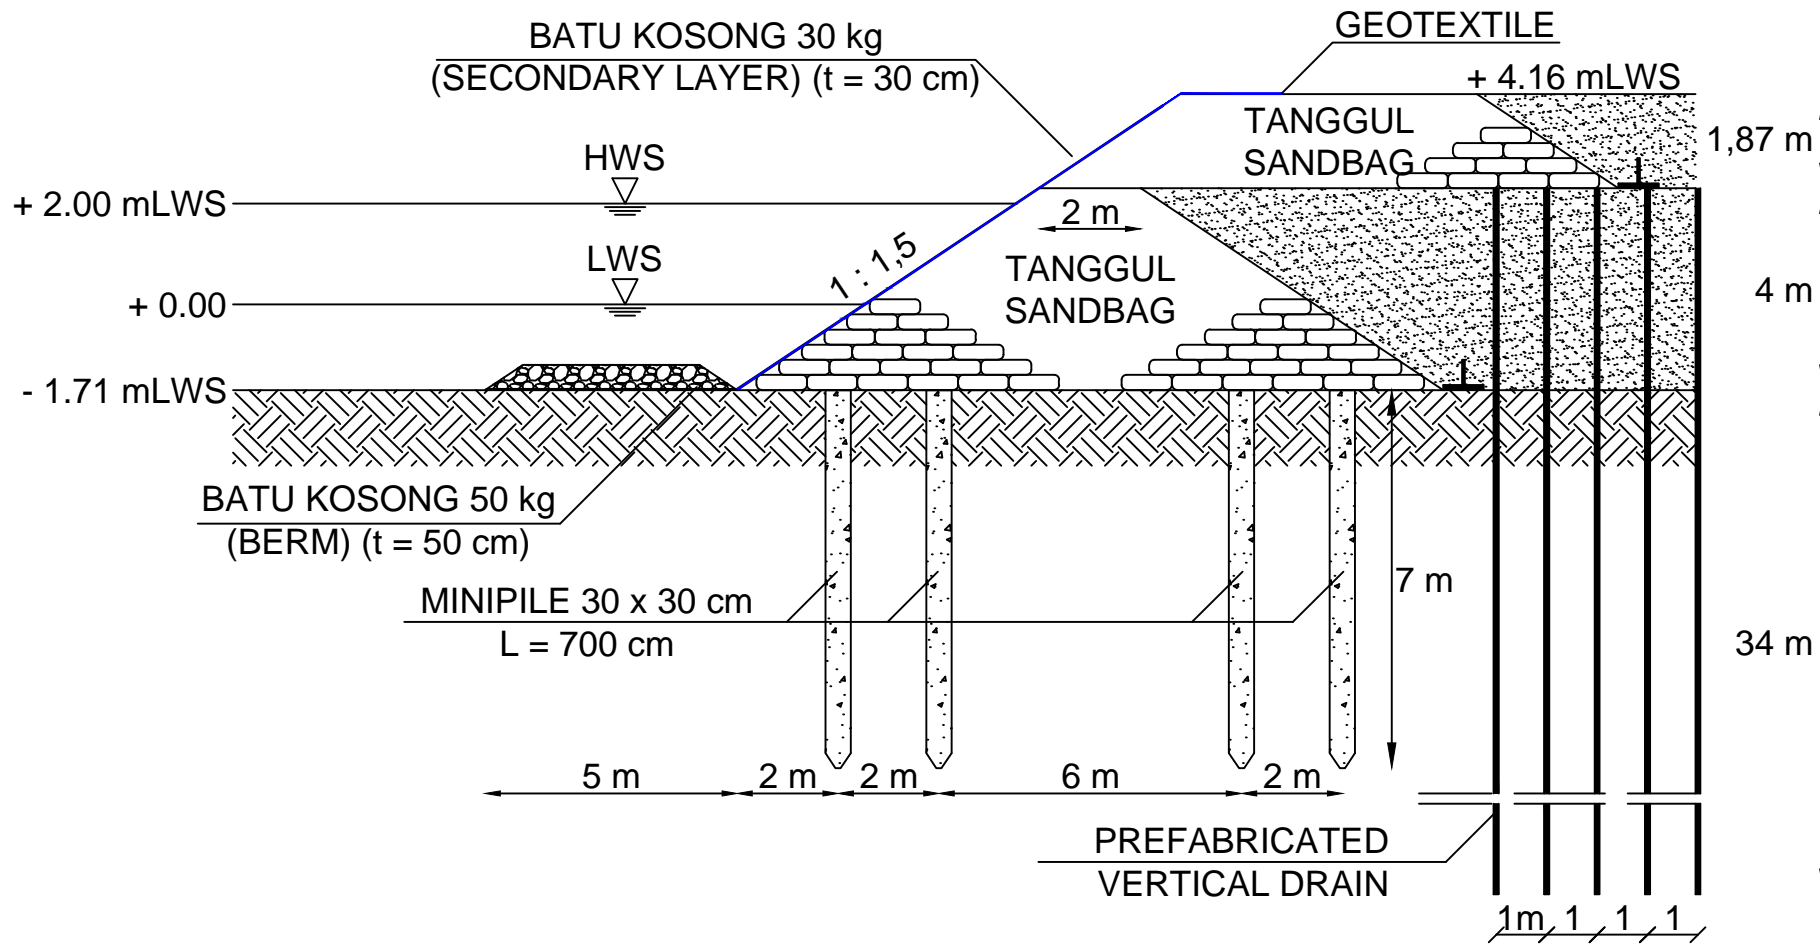 BATU KOSONG 30 kg
(SECONDARY LAYER) (t = 30 cm)
GEOTEXTILE
+ 4.16 mLWS
TANGGUL
SANDBAG
1,87 m
HWS
+ 2.00 mLWS
2 m
1 : 1,5
LWS
TANGGUL
SANDBAG
+ 0.00
4 m
- 1.71 mLWS
BATU KOSONG 50 kg
(BERM) (t = 50 cm)
MINIPILE 30 x 30 cm
L = 700 cm
7 m
34 m
5 m
2 m
2 m
6 m
2 m
PREFABRICATED
VERTICAL DRAIN
1m 1 1 1